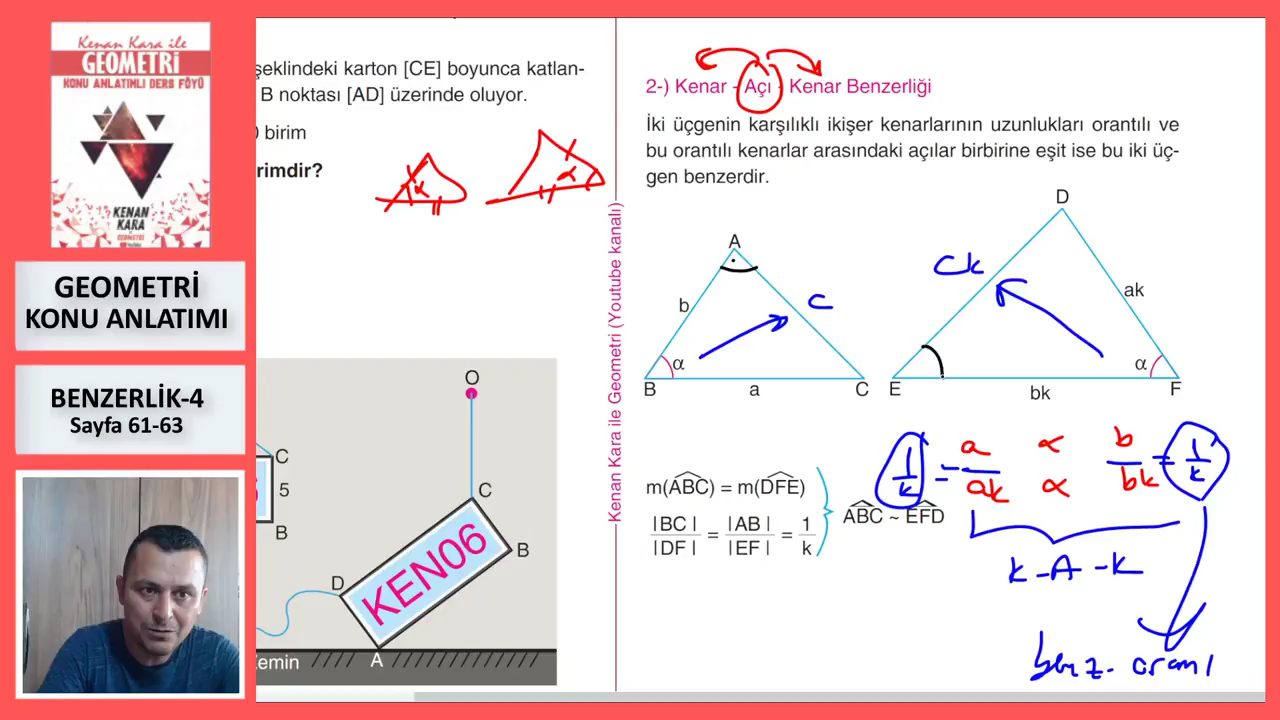 Kenan Kara ile
GEOMETRİ
KONU ANLATIMLI DERS FÖYÜ
KENAN
KARA
GEOMETRİ
KONU ANLATIMI
BENZERLİK-4
Sayfa 61-63
şeklindeki karton [CE] boyunca katlan-
B noktası [AD] üzerinde oluyor.
birim
rimdir?
α
α
O
C
5
B
C
B
D
KEN06
A
emin
Kenan Kara ile Geometri (Youtube kanalı)
2-) Kenar - Açı - Kenar Benzerliği
İki üçgenin karşılıklı ikişer kenarlarının uzunlukları orantılı ve
bu orantılı kenarlar arasındaki açılar birbirine eşit ise bu iki üç-
gen benzerdir.
A
b
c
α
B
a
C
D
ck
ak
α
E
bk
F
m(ABC) = m(DFE)
|BC| / |DF| = |AB| / |EF| = 1 / k
ABC ~ EFD
1/k = a/ak α α b/bk = 1/k
K-A-K
benz. oranı